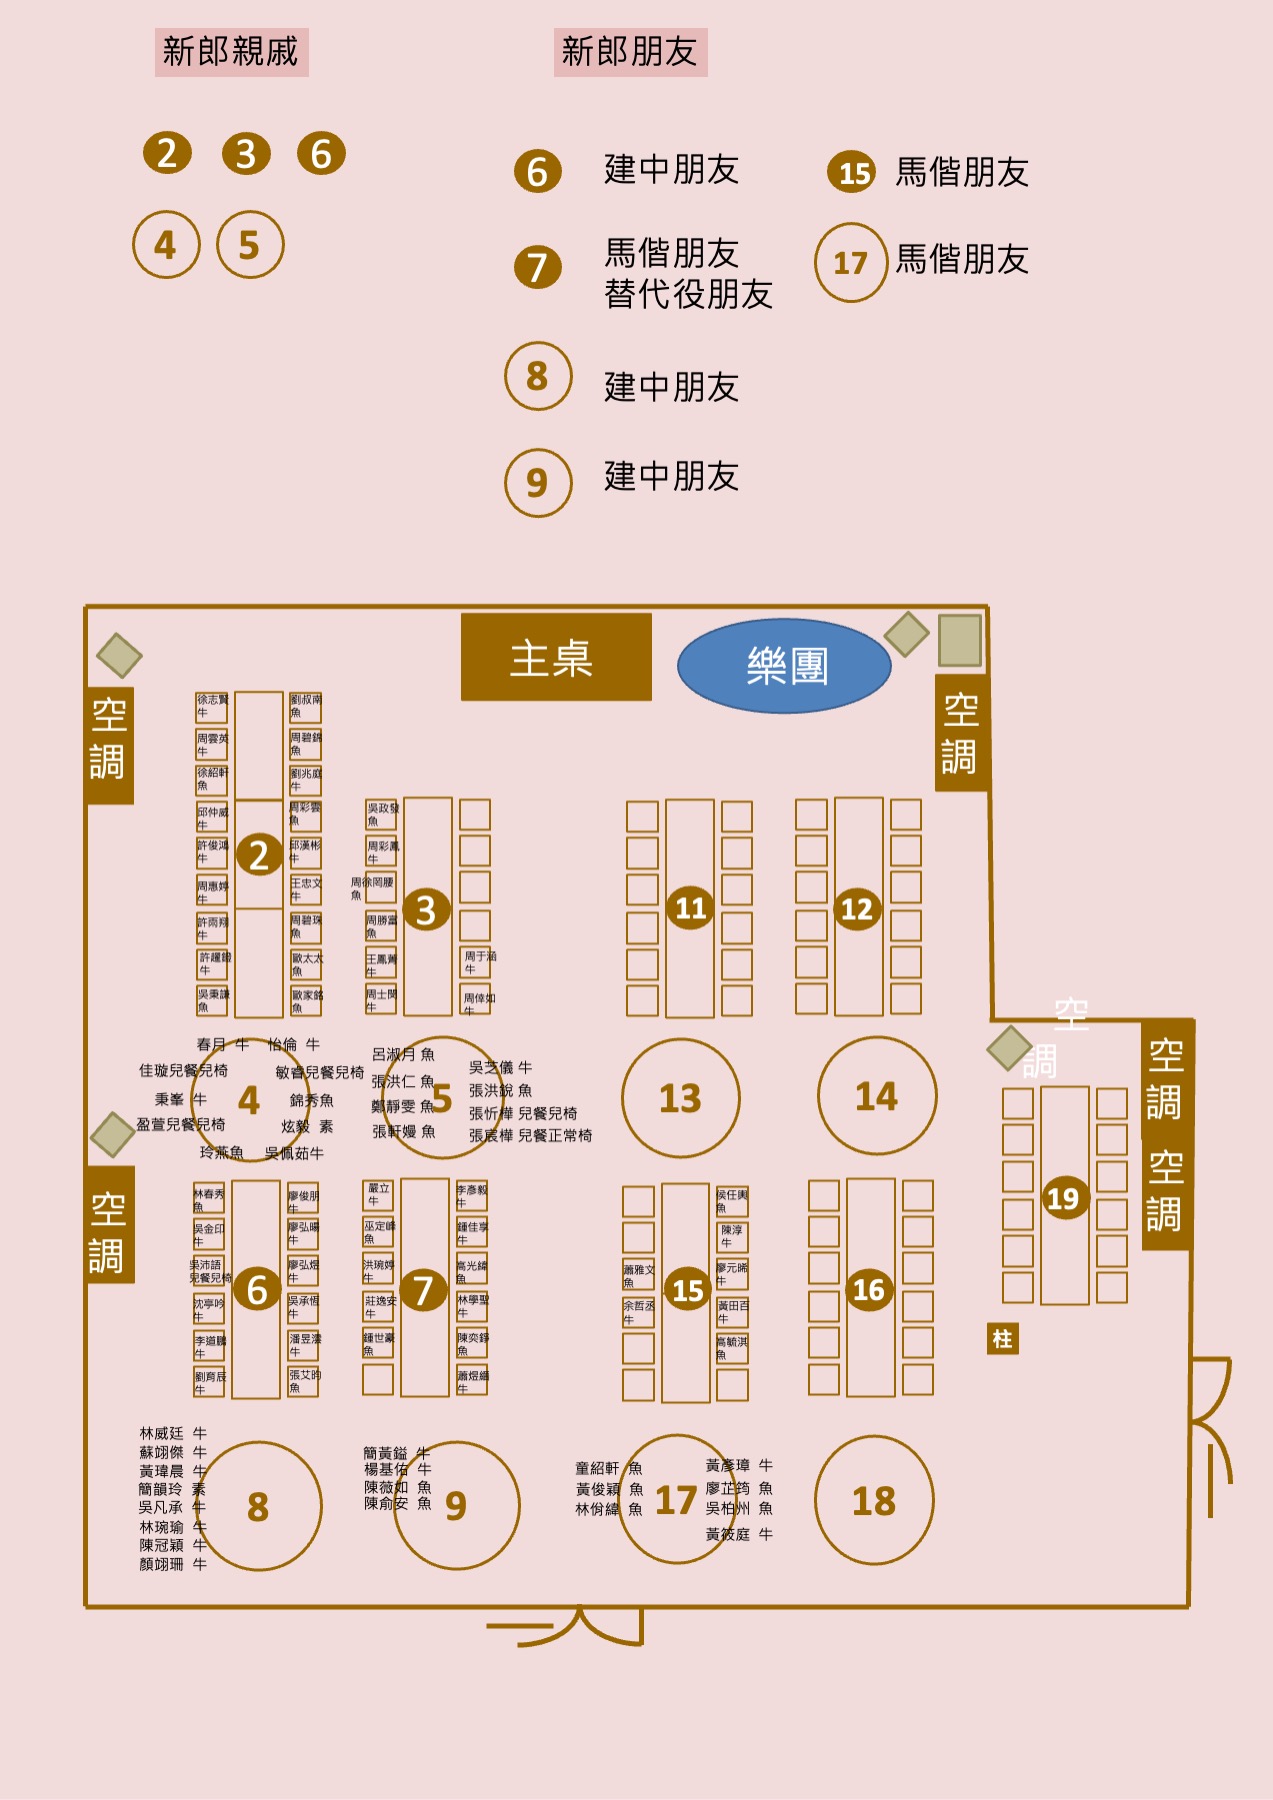 新郎親戚
新郎朋友
2 3 6
4 5
6 建中朋友
7 馬偕朋友
替代役朋友
8 建中朋友
9 建中朋友
15 馬偕朋友
17 馬偕朋友
主桌
樂團
空調
空調
徐志賢
牛
周雲英
牛
徐紹軒
魚
邱仲威
牛
許俊鴻
牛
周惠婷
牛
許雨翔
牛
牛
吳秉謙
魚
2
劉叔南
魚
周碧錦
魚
劉兆庭
牛
周彩雲
魚
邱漢彬
牛
王忠文
牛
周碧珠
魚
歐太太
魚
歐家銘
魚
吳政發
魚
周彩鳳
牛
周徐罔腰
魚
周勝富
魚
王鳳菁
牛
周士閔
牛
3
周于涵
牛
周倖如
牛
11
12
空調
空調
空調
春月 牛
怡倫 牛
佳璇兒餐兒椅
敏睿兒餐兒椅
秉峯 牛
4
錦秀魚
盈萱兒餐兒椅
炫毅 素
玲燕魚
吳佩茹牛
呂淑月 魚
張洪仁 魚
鄭靜雯 魚
張軒嫚 魚
5
吳芝儀 牛
張洪銳 魚
張忻樺 兒餐兒椅
張宸樺 兒餐正常椅
13
14
19
柱
空調
林春秀
魚
吳金印
牛
吳沛語
兒餐兒椅
沈亭吟
牛
李道鵬
牛
劉育辰
牛
6
廖俊朋
牛
廖弘暘
牛
廖弘煜
牛
吳承恆
牛
潘昱澐
牛
張艾昀
魚
嚴立
牛
巫定峰
魚
洪琬婷
牛
莊逸安
牛
鍾世豪
魚
7
李彥毅
牛
鍾佳享
牛
高光緯
魚
林學聖
牛
陳奕錚
魚
蕭煜縉
牛
蕭雅文
魚
余哲丞
牛
15
侯任輿
魚
陳淳
牛
廖元晞
牛
黃田百
牛
高毓淇
魚
16
林威廷 牛
蘇翊傑 牛
黃瑋晨 牛
簡韻玲 素
吳凡承 牛
林琬瑜 牛
陳冠穎 牛
顏翊珊 牛
8
簡黃鎰 牛
楊基佑 牛
陳薇如 魚
陳俞安 魚
9
童紹軒 魚
黃俊穎 魚
林佾緯 魚
17
黃彥璋 牛
廖芷筠 魚
吳柏州 魚
黃筱庭 牛
18